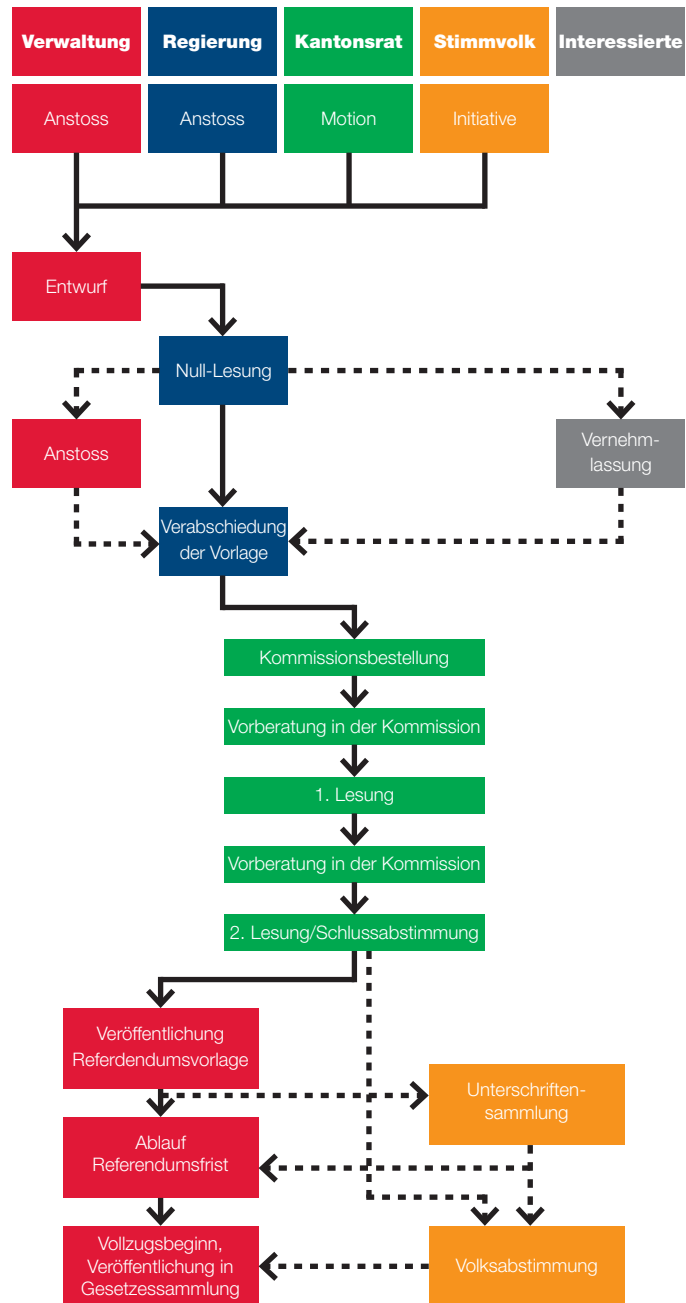 Verwaltung
Regierung
Kantonsrat
Stimmvolk
Interessierte
Anstoss
Anstoss
Motion
Initiative
Entwurf
Null-Lesung
Anstoss
Vernehm-
lassung
Verabschiedung
der Vorlage
Kommissionsbestellung
Vorberatung in der Kommission
1. Lesung
Vorberatung in der Kommission
2. Lesung/Schlussabstimmung
Veröffentlichung
Referdendumsvorlage
Unterschriften-
sammlung
Ablauf
Referendumsfrist
Vollzugsbeginn,
Veröffentlichung in
Gesetzessammlung
Volksabstimmung